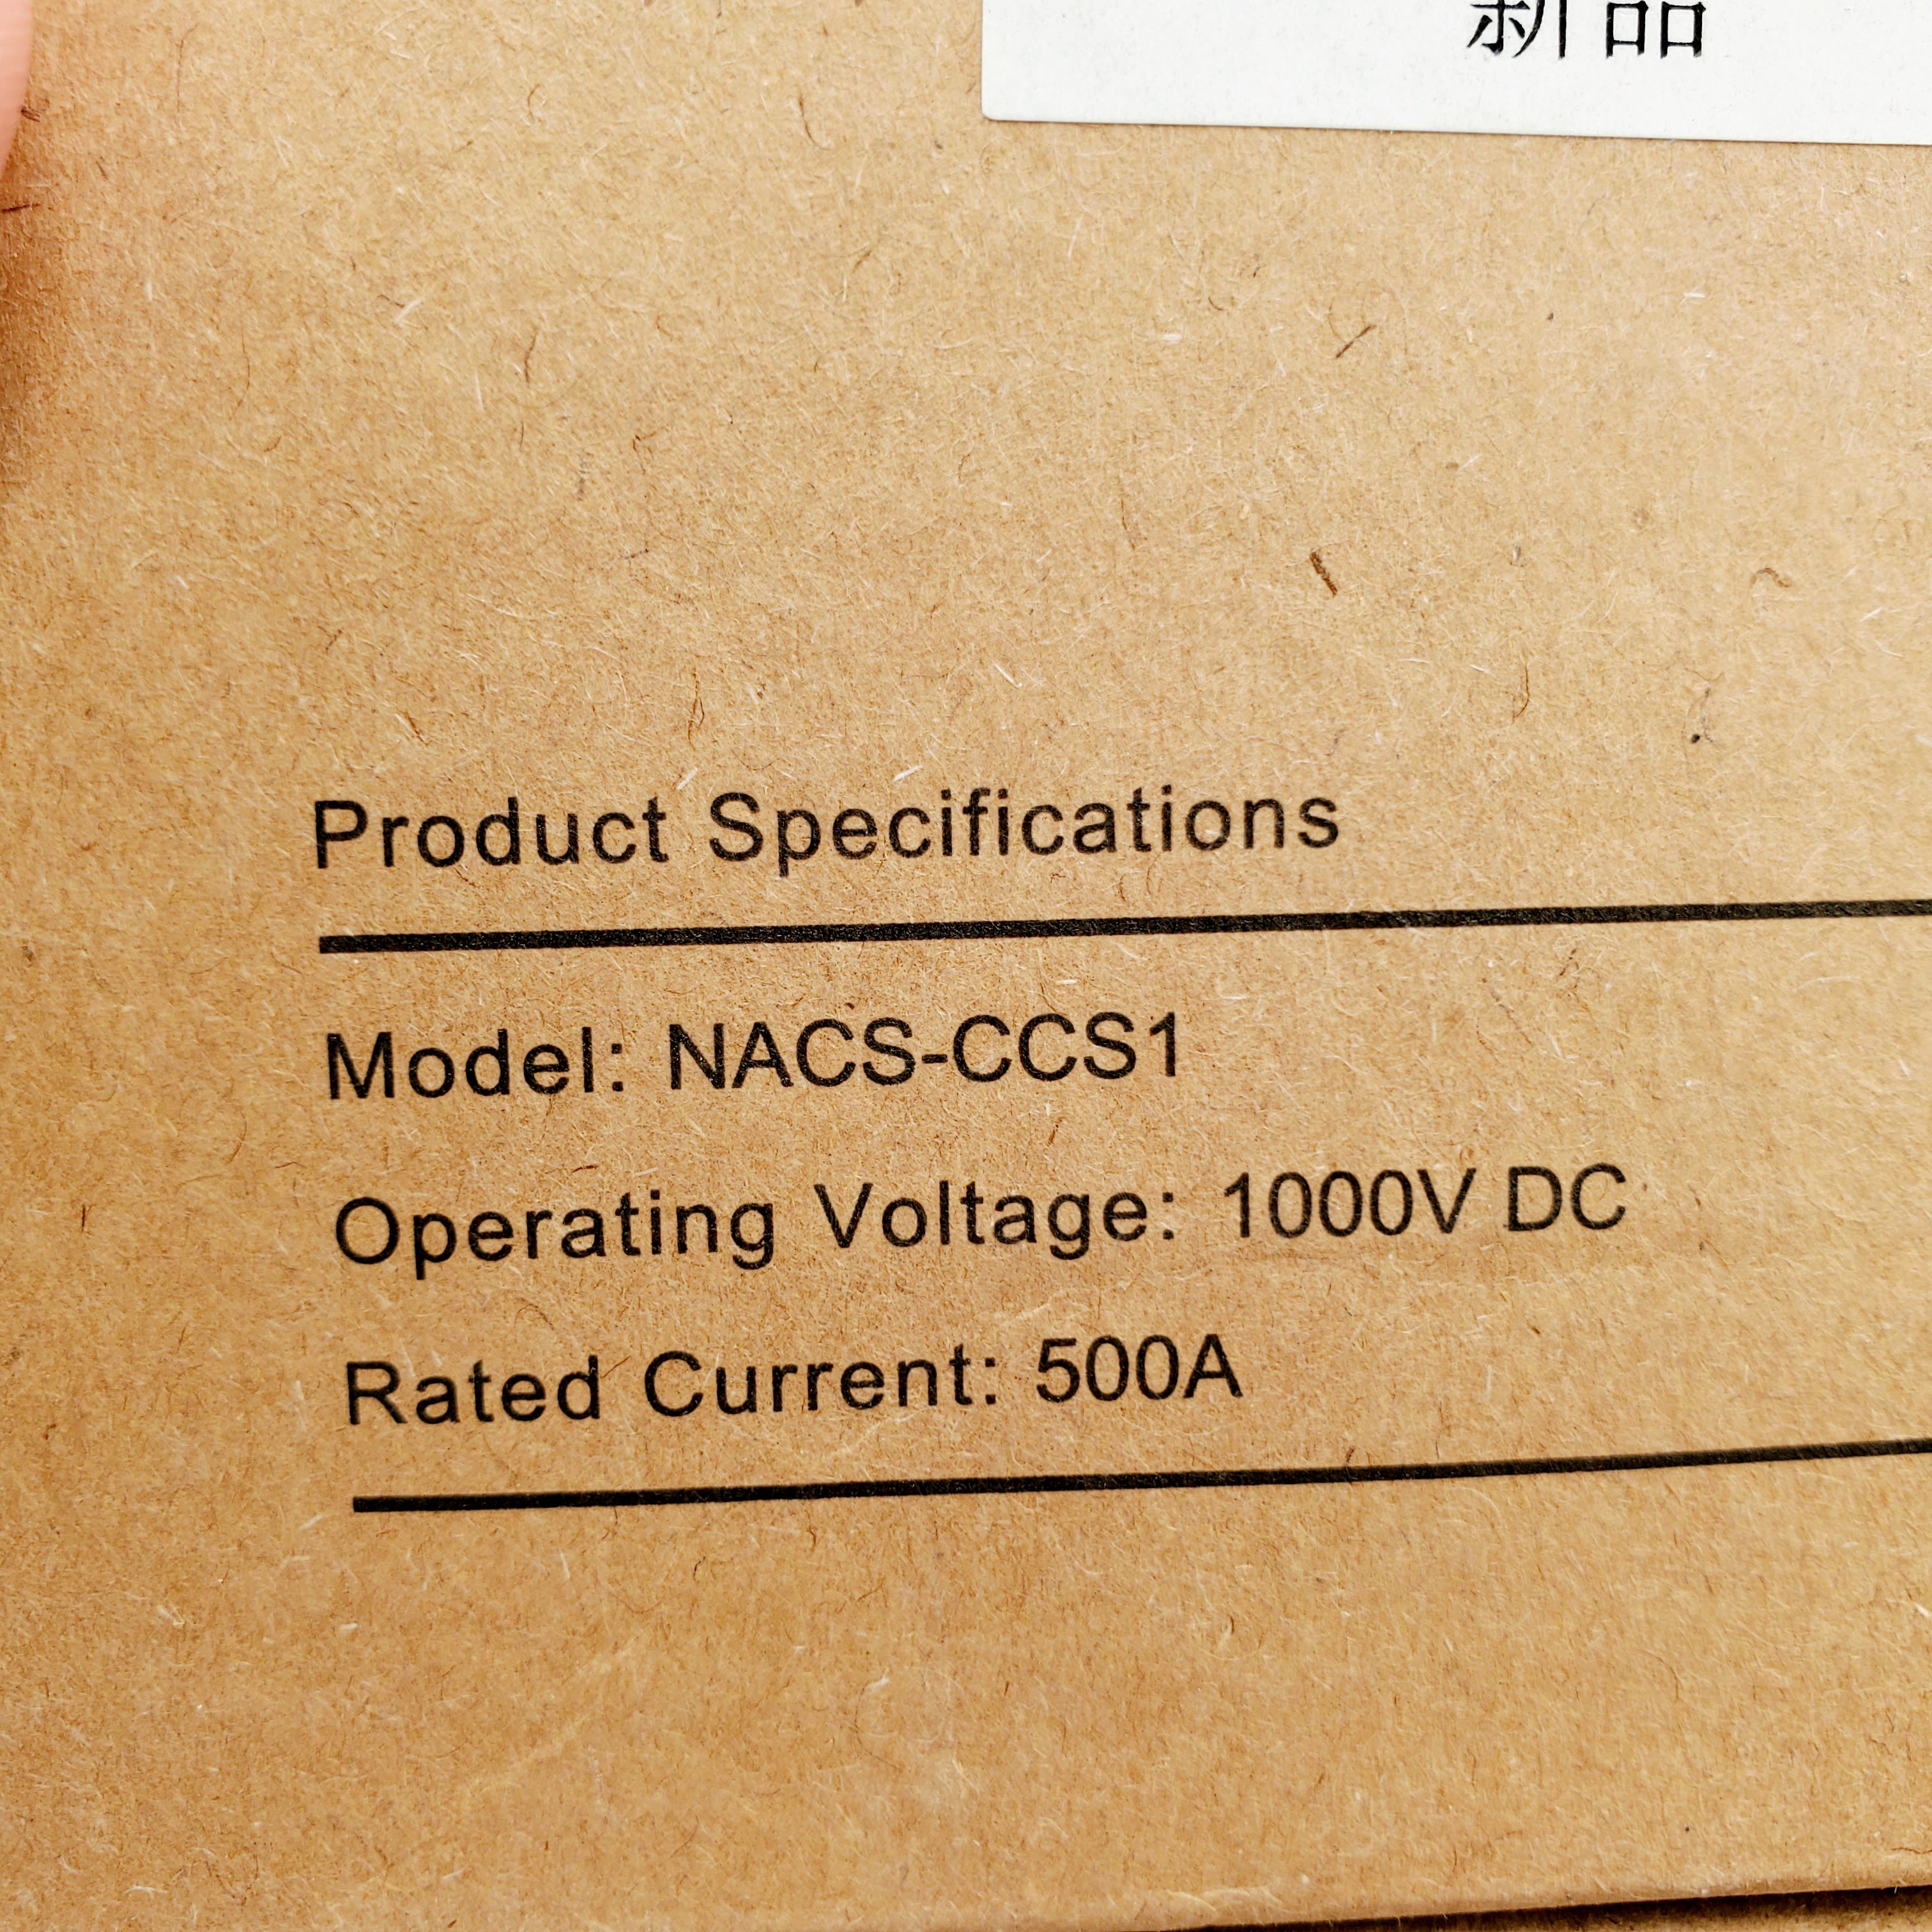 新品
Product Specifications
Model: NACS-CCS1
Operating Voltage: 1000V DC
Rated Current: 500A